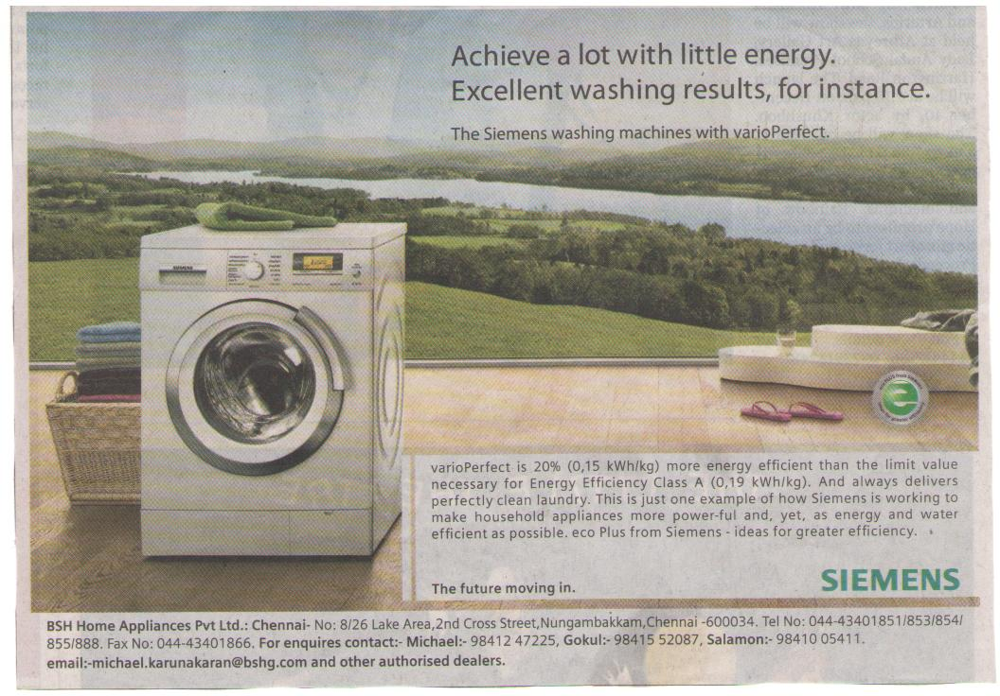 Achieve a lot with little energy.
Excellent washing results, for instance.
The Siemens washing machines with varioPerfect.
SIEMENS
varioPerfect is 20% (0,15 kWh/kg) more energy efficient than the limit value
necessary for Energy Efficiency Class A (0,19 kWh/kg). And always delivers
perfectly clean laundry. This is just one example of how Siemens is working to
make household appliances more power-ful and, yet, as energy and water
efficient as possible. eco Plus from Siemens - ideas for greater efficiency.
The future moving in.
SIEMENS
BSH Home Appliances Pvt Ltd.: Chennai- No: 8/26 Lake Area,2nd Cross Street,Nungambakkam,Chennai -600034. Tel No: 044-43401851/853/854/
855/888. Fax No: 044-43401866. For enquires contact:- Michael:- 98412 47225, Gokul:- 98415 52087, Salamon:- 98410 05411.
email:-michael.karunakaran@bshg.com and other authorised dealers.